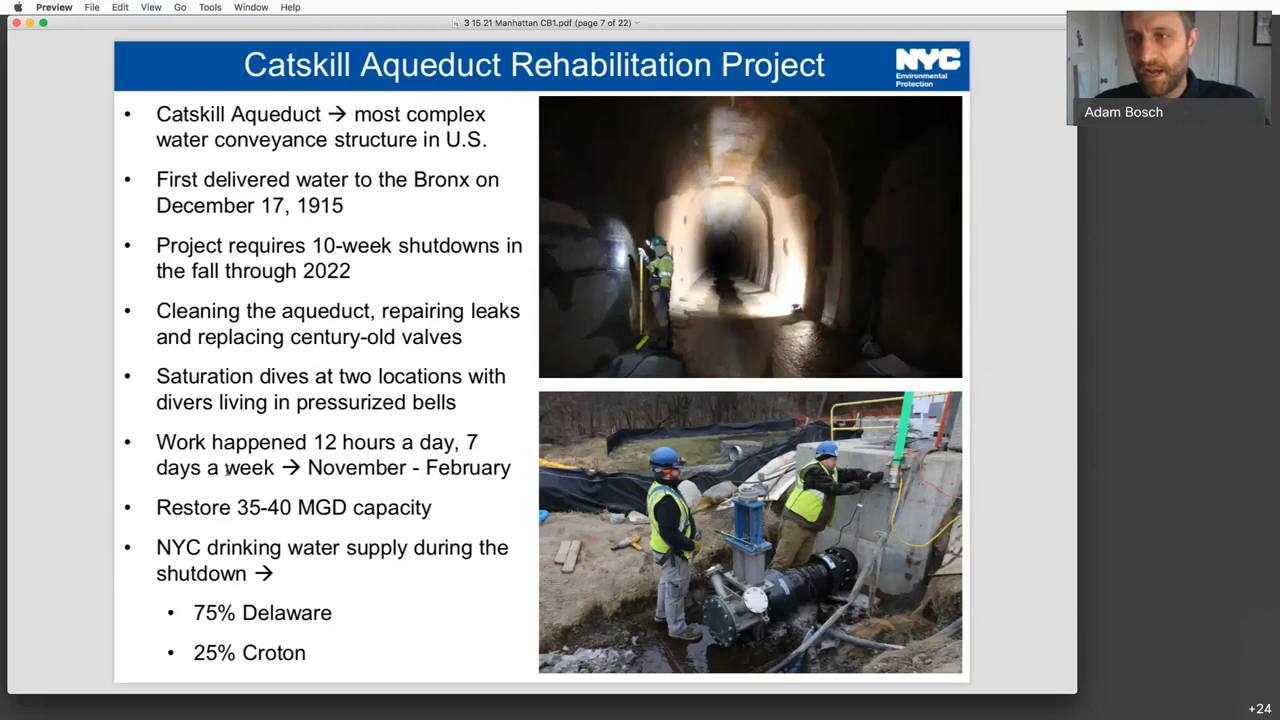 Preview File Edit View Go Tools Window Help
3 15 21 Manhattan CB1.pdf (page 7 of 22)
Catskill Aqueduct Rehabilitation Project
NYC
Environmental
Protection
Adam Bosch
• Catskill Aqueduct → most complex
water conveyance structure in U.S.
• First delivered water to the Bronx on
December 17, 1915
• Project requires 10-week shutdowns in
the fall through 2022
• Cleaning the aqueduct, repairing leaks
and replacing century-old valves
• Saturation dives at two locations with
divers living in pressurized bells
• Work happened 12 hours a day, 7
days a week → November - February
• Restore 35-40 MGD capacity
• NYC drinking water supply during the
shutdown →
• 75% Delaware
• 25% Croton
+24